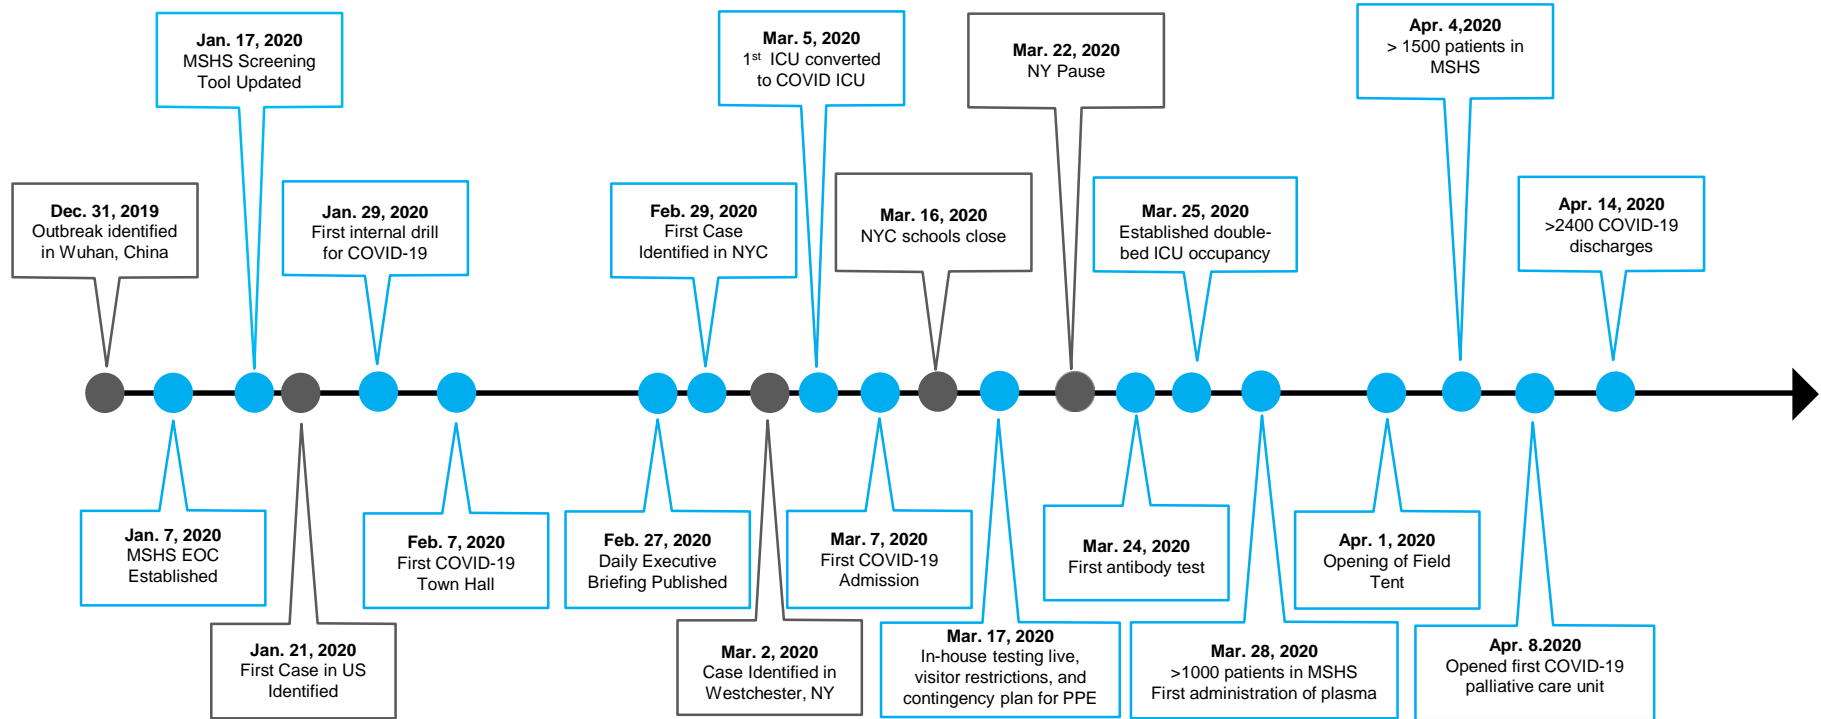 Jan. 17, 2020
MSHS Screening
Tool Updated
Mar. 5, 2020
1st ICU converted
to COVID ICU
Mar. 22, 2020
NY Pause
Apr. 4,2020
> 1500 patients in
MSHS
Dec. 31, 2019
Outbreak identified
in Wuhan, China
Jan. 29, 2020
First internal drill
for COVID-19
Feb. 29, 2020
First Case
Identified in NYC
Mar. 16, 2020
NYC schools close
Mar. 25, 2020
Established double-
bed ICU occupancy
Apr. 14, 2020
>2400 COVID-19
discharges
Jan. 7, 2020
MSHS EOC
Established
Feb. 7, 2020
First COVID-19
Town Hall
Feb. 27, 2020
Daily Executive
Briefing Published
Mar. 7, 2020
First COVID-19
Admission
Mar. 24, 2020
First antibody test
Apr. 1, 2020
Opening of Field
Tent
Jan. 21, 2020
First Case in US
Identified
Mar. 2, 2020
Case Identified in
Westchester, NY
Mar. 17, 2020
In-house testing live,
visitor restrictions, and
contingency plan for PPE
Mar. 28, 2020
>1000 patients in MSHS
First administration of plasma
Apr. 8.2020
Opened first COVID-19
palliative care unit